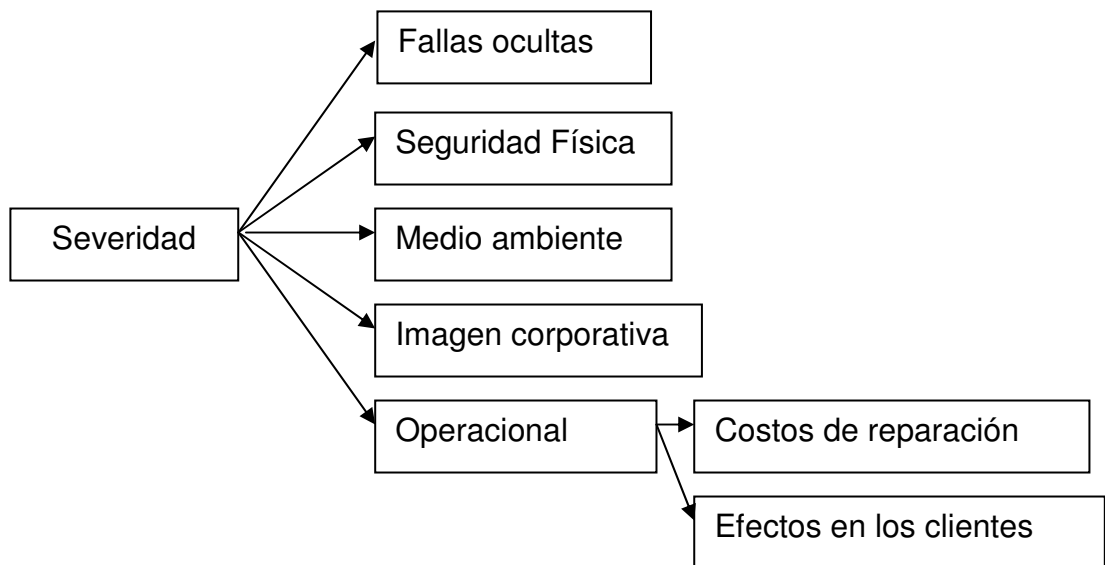 Fallas ocultas
Seguridad Física
Severidad
Medio ambiente
Imagen corporativa
Operacional
Costos de reparación
Efectos en los clientes